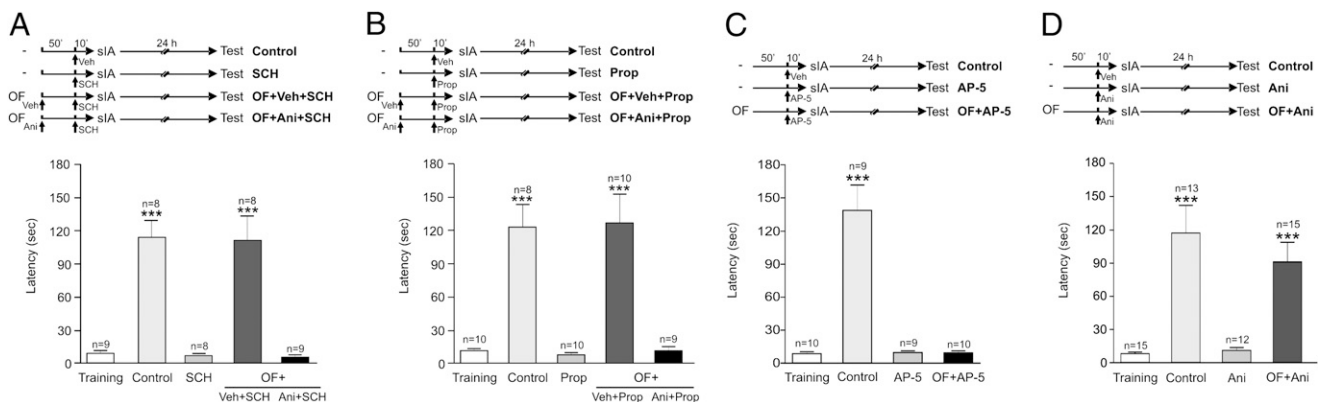 A
50' 10' 24 h
- sIA Test Control
Veh
- sIA Test SCH
SCH
OF sIA Test OF+Veh+SCH
Veh SCH
OF sIA Test OF+Ani+SCH
Ani SCH
180
150
120
90
60
30
0
Latency (sec)
n=9
n=8
***
n=8
n=8
***
n=9
Training Control SCH OF+
Veh+SCH Ani+SCH
B
50' 10' 24 h
- sIA Test Control
Veh
- sIA Test Prop
Prop
OF sIA Test OF+Veh+Prop
Veh Prop
OF sIA Test OF+Ani+Prop
Ani Prop
180
150
120
90
60
30
0
Latency (sec)
n=10
n=8
***
n=10
n=10
***
n=9
Training Control Prop OF+
Veh+Prop Ani+Prop
C
50' 10' 24 h
- sIA Test Control
Veh
- sIA Test AP-5
AP-5
OF sIA Test OF+AP-5
AP-5
180
150
120
90
60
30
0
Latency (sec)
n=10
n=9
***
n=9
n=10
Training Control AP-5 OF+AP-5
D
50' 10' 24 h
- sIA Test Control
Veh
- sIA Test Ani
Ani
OF sIA Test OF+Ani
Ani
180
150
120
90
60
30
0
Latency (sec)
n=15
n=13
***
n=12
n=15
***
Training Control Ani OF+Ani